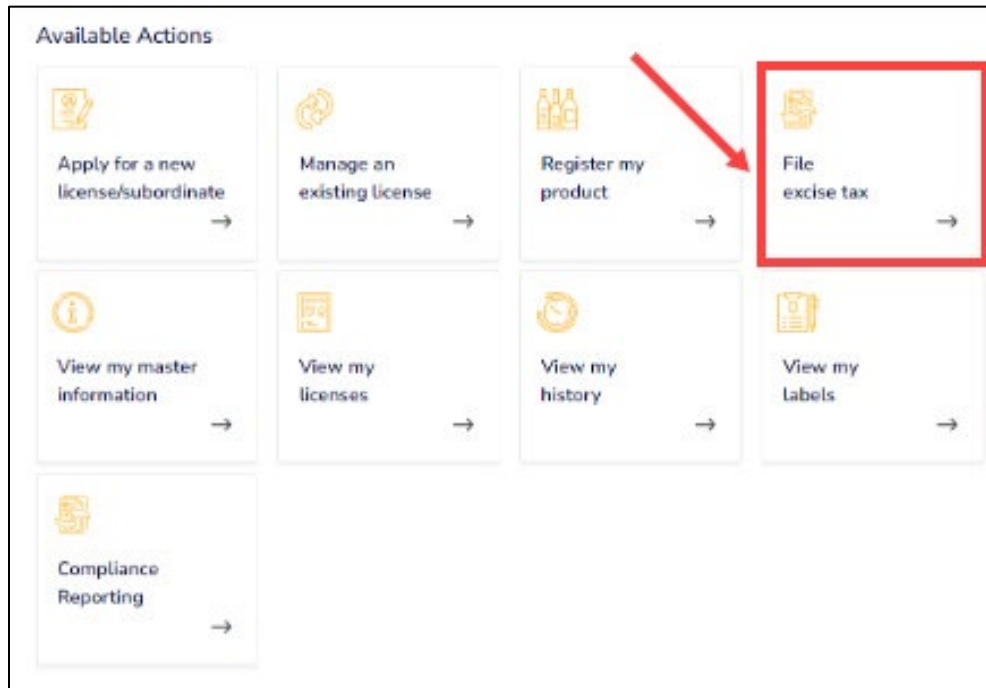 Available Actions
Apply for a new
license/subordinate
Manage an
existing license
Register my
product
File
excise tax
View my master
information
View my
licenses
View my
history
View my
labels
Compliance
Reporting